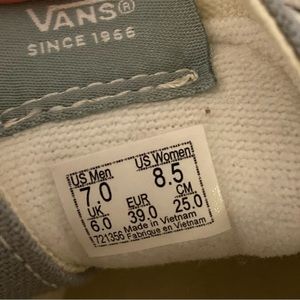 VANS®
SINCE 1966
US Men US Women
7.0 8.5
UK. EUR CM.
6.0 39.0 25.0
721356 Made in Vietnam
Fabrique en Vietnam